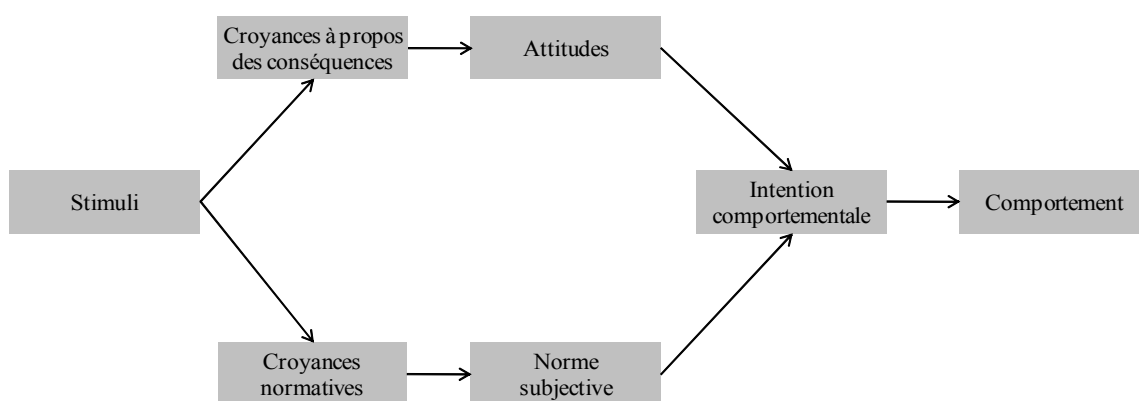 Croyances à propos
des conséquences
Attitudes
Stimuli
Intention
comportementale
Comportement
Croyances
normatives
Norme
subjective